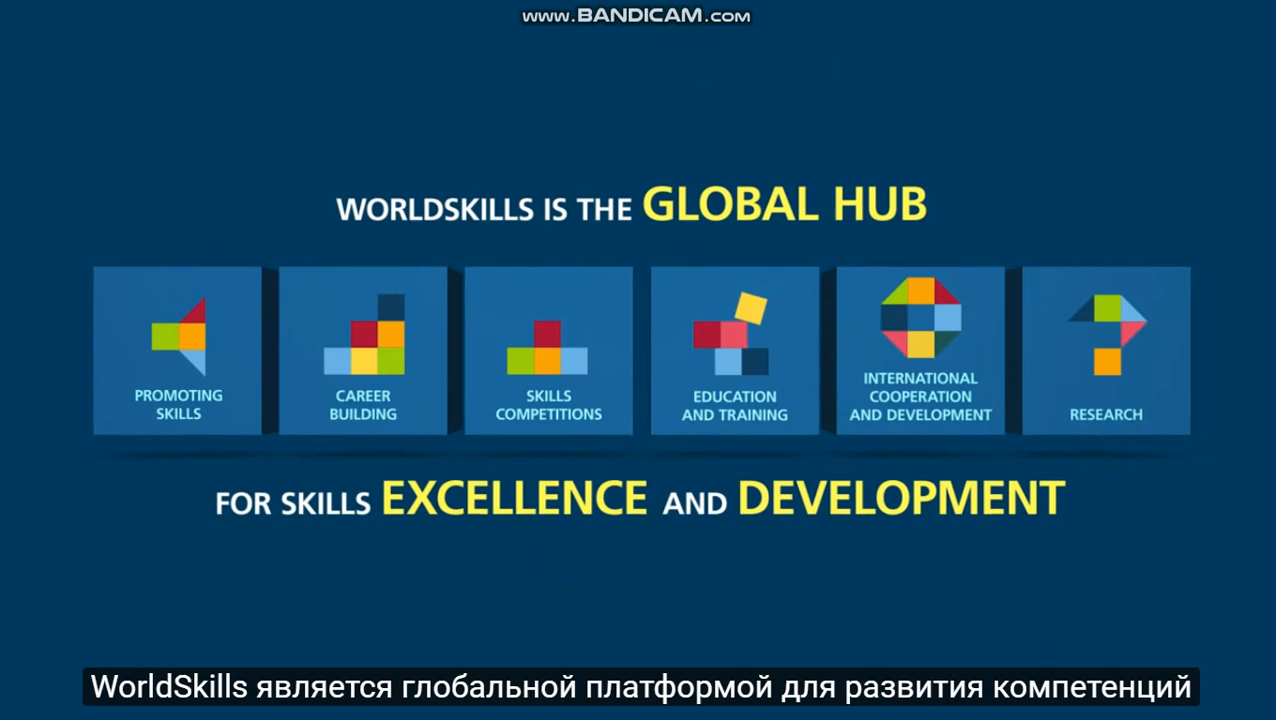 www.BANDICAM.com
WORLDSKILLS IS THE GLOBAL HUB
PROMOTING
SKILLS
CAREER
BUILDING
SKILLS
COMPETITIONS
EDUCATION
AND TRAINING
INTERNATIONAL
COOPERATION
AND DEVELOPMENT
RESEARCH
FOR SKILLS EXCELLENCE AND DEVELOPMENT
WorldSkills является глобальной платформой для развития компетенций